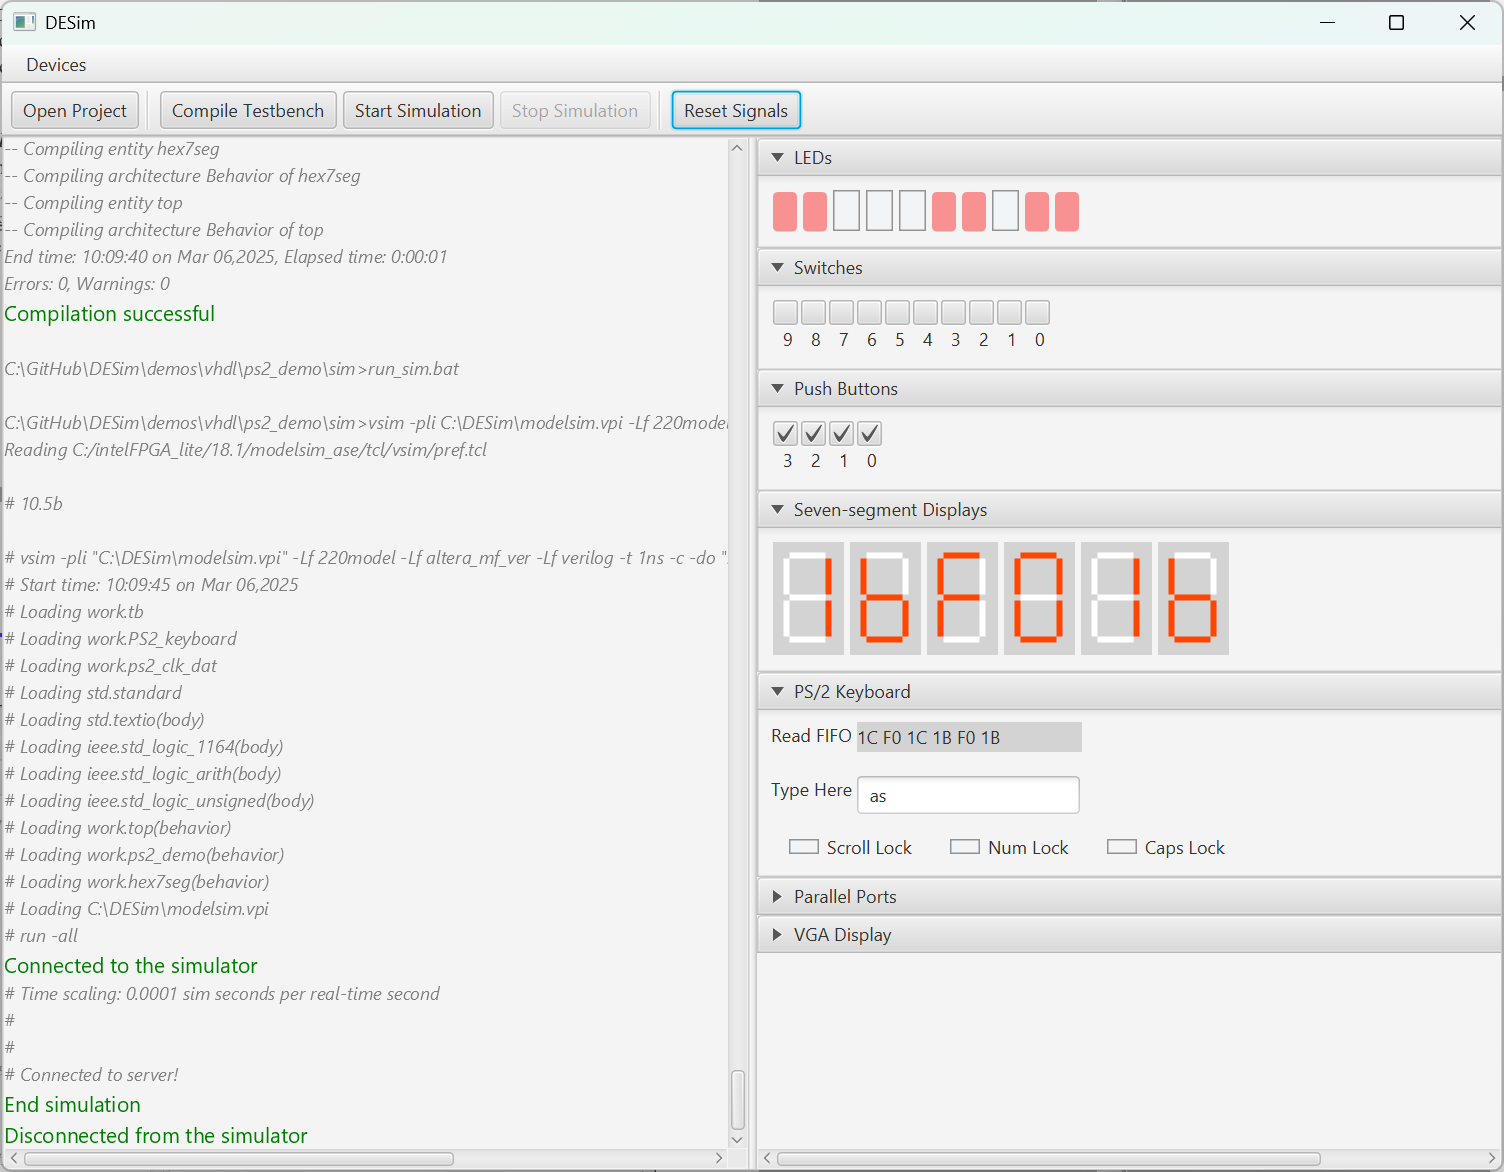 DESim
Devices
Open Project Compile Testbench Start Simulation Stop Simulation Reset Signals
-- Compiling entity hex7seg
-- Compiling architecture Behavior of hex7seg
-- Compiling entity top
-- Compiling architecture Behavior of top
End time: 10:09:40 on Mar 06,2025, Elapsed time: 0:00:01
Errors: 0, Warnings: 0
Compilation successful
C:\GitHub\DESim\demos\vhdl\ps2_demo\sim>run_sim.bat
C:\GitHub\DESim\demos\vhdl\ps2_demo\sim>vsim -pli C:\DESim\modelsim.vpi -Lf 220model
Reading C:/intelFPGA_lite/18.1/modelsim_ase/tcl/vsim/pref.tcl
# 10.5b
# vsim -pli "C:\DESim\modelsim.vpi" -Lf 220model -Lf altera_mf_ver -Lf verilog -t 1ns -c -do "
# Start time: 10:09:45 on Mar 06,2025
# Loading work.tb
# Loading work.PS2_keyboard
# Loading work.ps2_clk_dat
# Loading std.standard
# Loading std.textio(body)
# Loading ieee.std_logic_1164(body)
# Loading ieee.std_logic_arith(body)
# Loading ieee.std_logic_unsigned(body)
# Loading work.top(behavior)
# Loading work.ps2_demo(behavior)
# Loading work.hex7seg(behavior)
# Loading C:\DESim\modelsim.vpi
# run -all
Connected to the simulator
# Time scaling: 0.0001 sim seconds per real-time second
#
#
# Connected to server!
End simulation
Disconnected from the simulator
LEDs
Switches
9 8 7 6 5 4 3 2 1 0
Push Buttons
3 2 1 0
Seven-segment Displays
1bF01b
PS/2 Keyboard
Read FIFO 1C F0 1C 1B F0 1B
Type Here as
Scroll Lock Num Lock Caps Lock
Parallel Ports
VGA Display